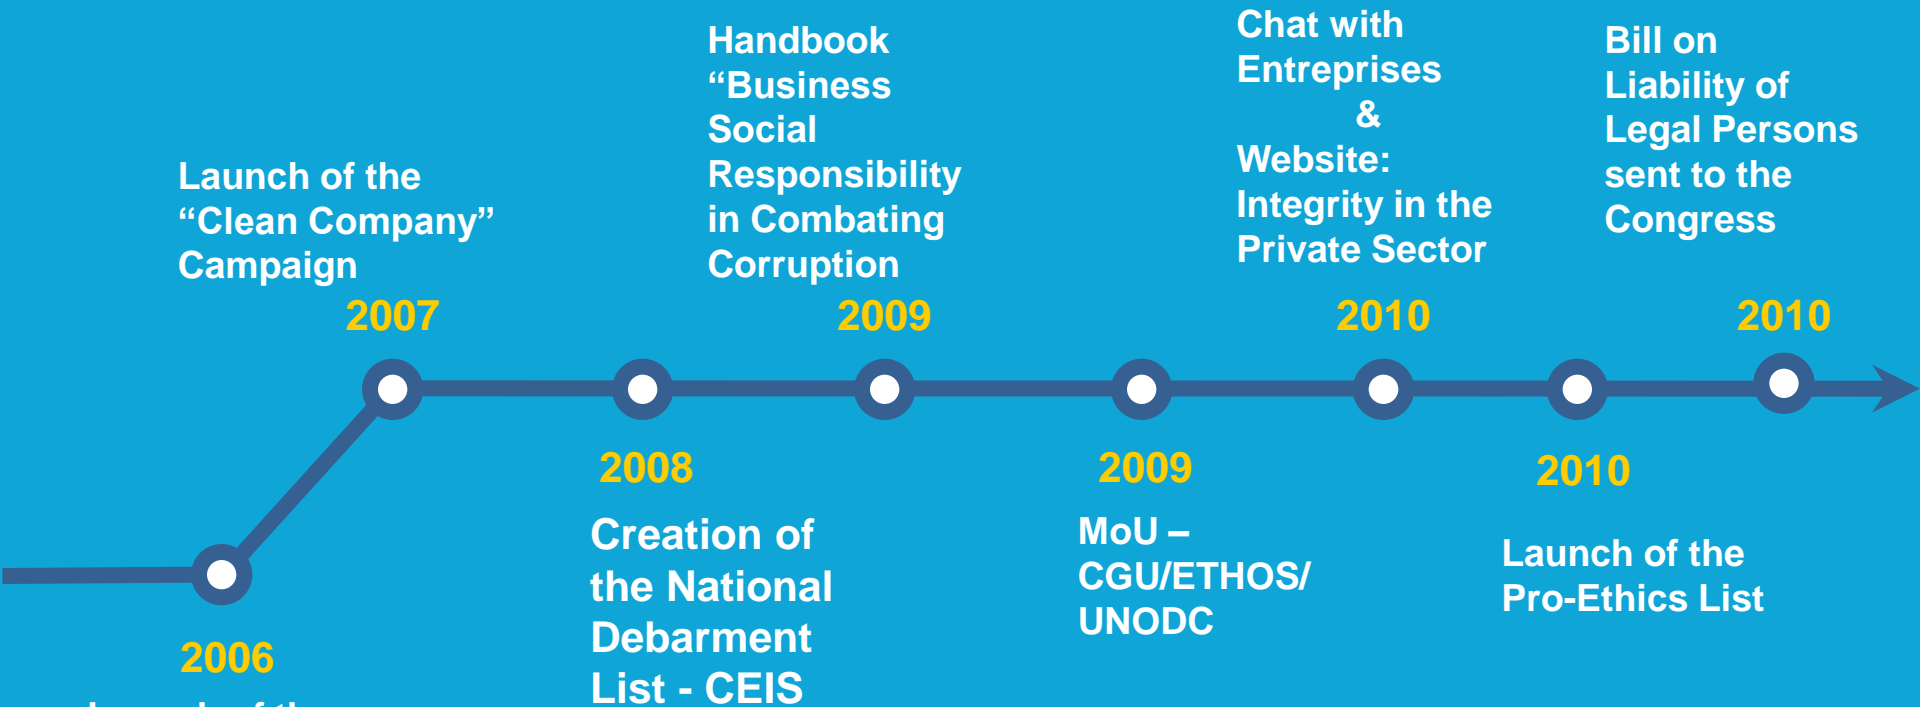 Launch of the
“Clean Company”
Campaign
2007
Handbook
“Business
Social
Responsibility
in Combating
Corruption
2009
Chat with
Entreprises
&
Website:
Integrity in the
Private Sector
2010
Bill on
Liability of
Legal Persons
sent to the
Congress
2010
2006
2008
Creation of
the National
Debarment
List - CEIS
2009
MoU –
CGU/ETHOS/
UNODC
2010
Launch of the
Pro-Ethics List